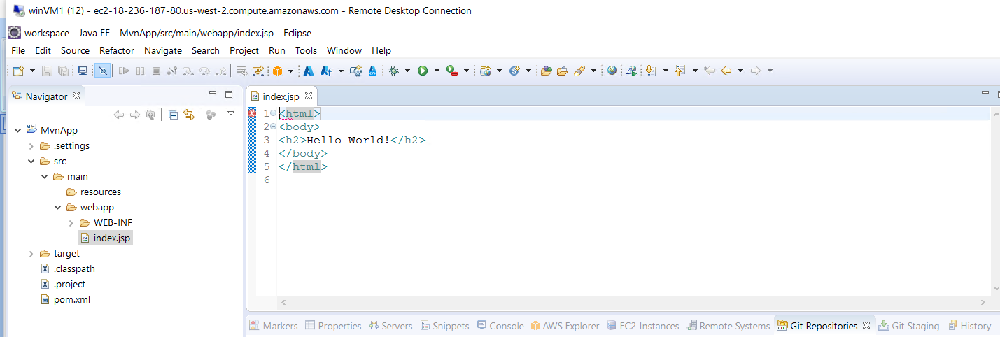 winVM1 (12) - ec2-18-236-187-80.us-west-2.compute.amazonaws.com - Remote Desktop Connection
workspace - Java EE - MvnApp/src/main/webapp/index.jsp - Eclipse
File Edit Source Refactor Navigate Search Project Run Tools Window Help
Navigator
MvnApp
.settings
src
main
resources
webapp
WEB-INF
index.jsp
target
.classpath
.project
pom.xml
index.jsp
1 <html>
2 <body>
3 <h2>Hello World!</h2>
4 </body>
5 </html>
6
Markers Properties Servers Snippets Console AWS Explorer EC2 Instances Remote Systems Git Repositories Git Staging History